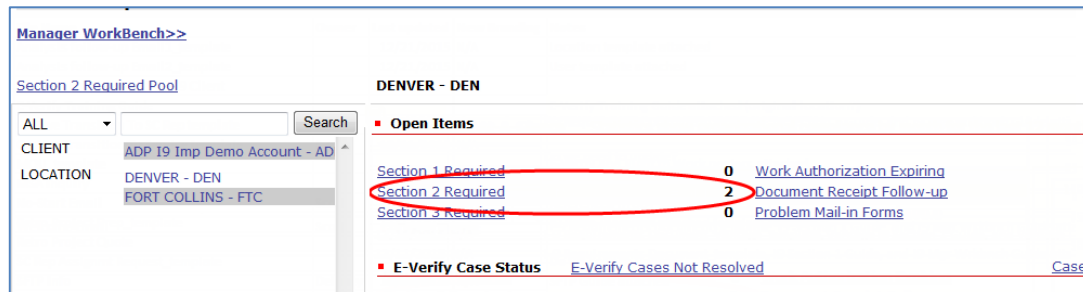 Manager WorkBench>>
Section 2 Required Pool
DENVER - DEN
ALL
Search
CLIENT
ADP I9 Imp Demo Account - AD
LOCATION
DENVER - DEN
FORT COLLINS - FTC
Open Items
Section 1 Required 0 Work Authorization Expiring
Section 2 Required 2 Document Receipt Follow-up
Section 3 Required 0 Problem Mail-in Forms
E-Verify Case Status E-Verify Cases Not Resolved Case